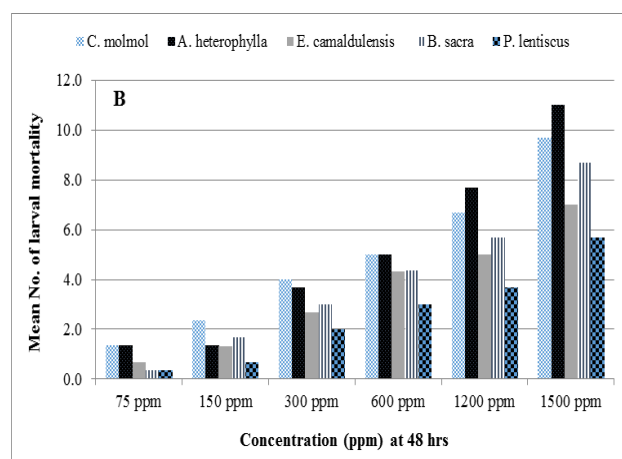 C. molmol A. heterophylla E. camaldulensis B. sacra P. lentiscus
B
Mean No. of larval mortality
12.0
10.0
8.0
6.0
4.0
2.0
0.0
75 ppm 150 ppm 300 ppm 600 ppm 1200 ppm 1500 ppm
Concentration (ppm) at 48 hrs